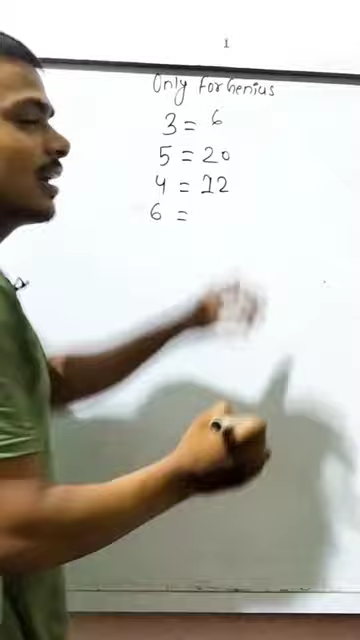 1
Only For Genius
3 = 6
5 = 20
4 = 12
6 =